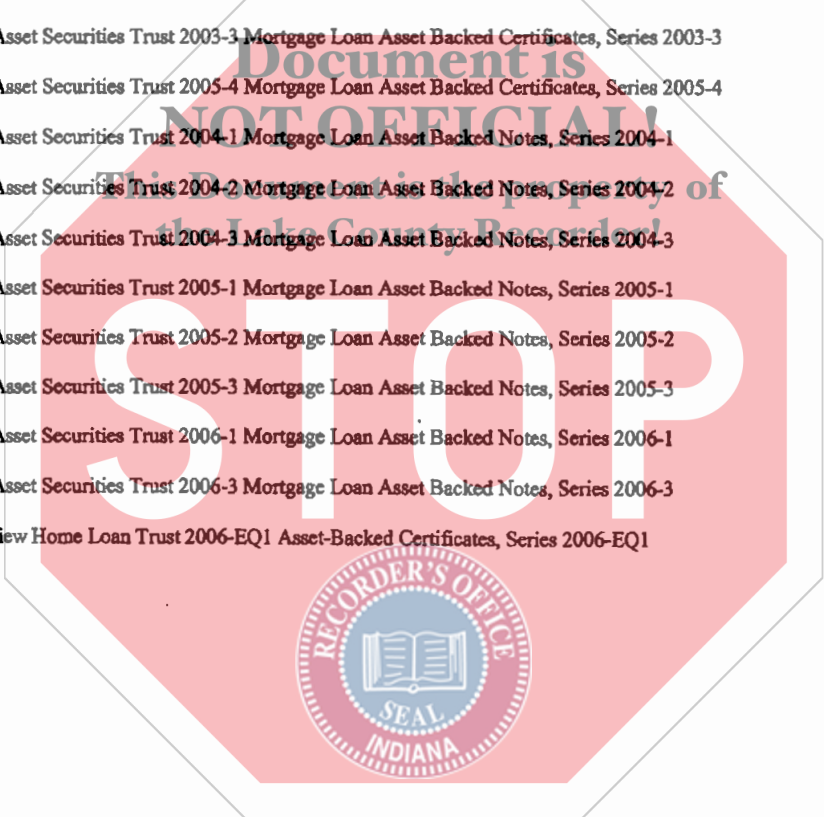 Asset Securities Trust 2003-3 Mortgage Loan Asset Backed Certificates, Series 2003-3
Document is
Asset Securities Trust 2005-4 Mortgage Loan Asset Backed Certificates, Series 2005-4
NOT OFFICIAL!
Asset Securities Trust 2004-1 Mortgage Loan Asset Backed Notes, Series 2004-1
This Document is the property of
Asset Securities Trust 2004-2 Mortgage Loan Asset Backed Notes, Series 2004-2
the Lake County Recorder!
Asset Securities Trust 2004-3 Mortgage Loan Asset Backed Notes, Series 2004-3
Asset Securities Trust 2005-1 Mortgage Loan Asset Backed Notes, Series 2005-1
Asset Securities Trust 2005-2 Mortgage Loan Asset Backed Notes, Series 2005-2
STOP
Asset Securities Trust 2005-3 Mortgage Loan Asset Backed Notes, Series 2005-3
Asset Securities Trust 2006-1 Mortgage Loan Asset Backed Notes, Series 2006-1
Asset Securities Trust 2006-3 Mortgage Loan Asset Backed Notes, Series 2006-3
iew Home Loan Trust 2006-EQ1 Asset-Backed Certificates, Series 2006-EQ1
RECORDER'S OFFICE
SEAL
INDIANA